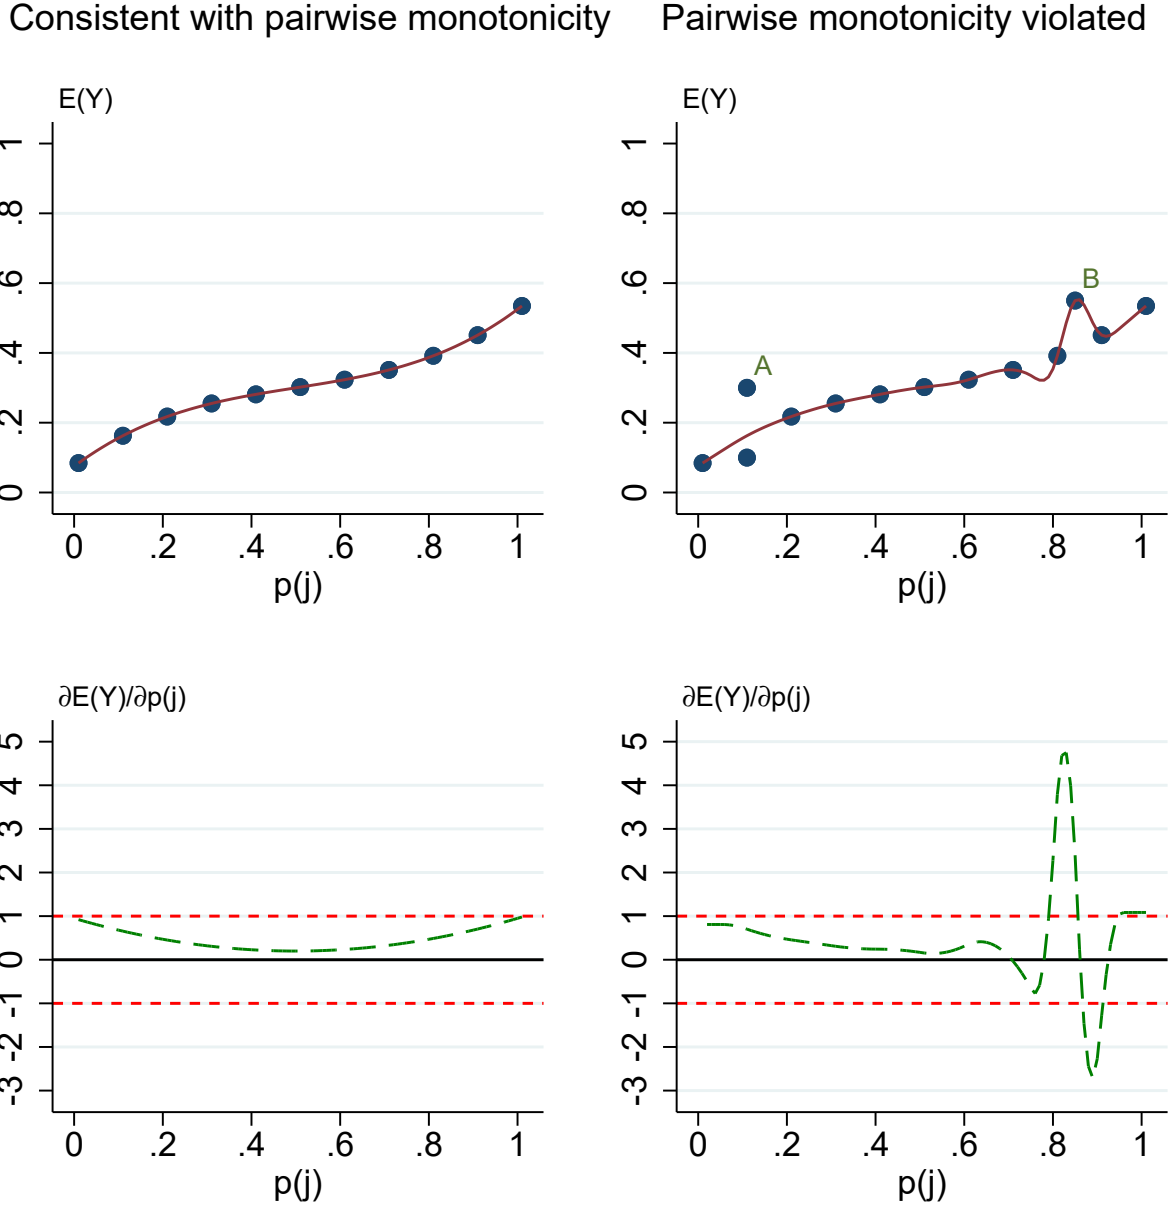 Consistent with pairwise monotonicity
E(Y)
1
.8
.6
.4
.2
0
0 .2 .4 .6 .8 1
p(j)
Pairwise monotonicity violated
E(Y)
1
.8
.6
.4
.2
0
A
B
0 .2 .4 .6 .8 1
p(j)
∂E(Y)/∂p(j)
5
4
3
2
1
0
-1
-2
-3
0 .2 .4 .6 .8 1
p(j)
∂E(Y)/∂p(j)
5
4
3
2
1
0
-1
-2
-3
0 .2 .4 .6 .8 1
p(j)